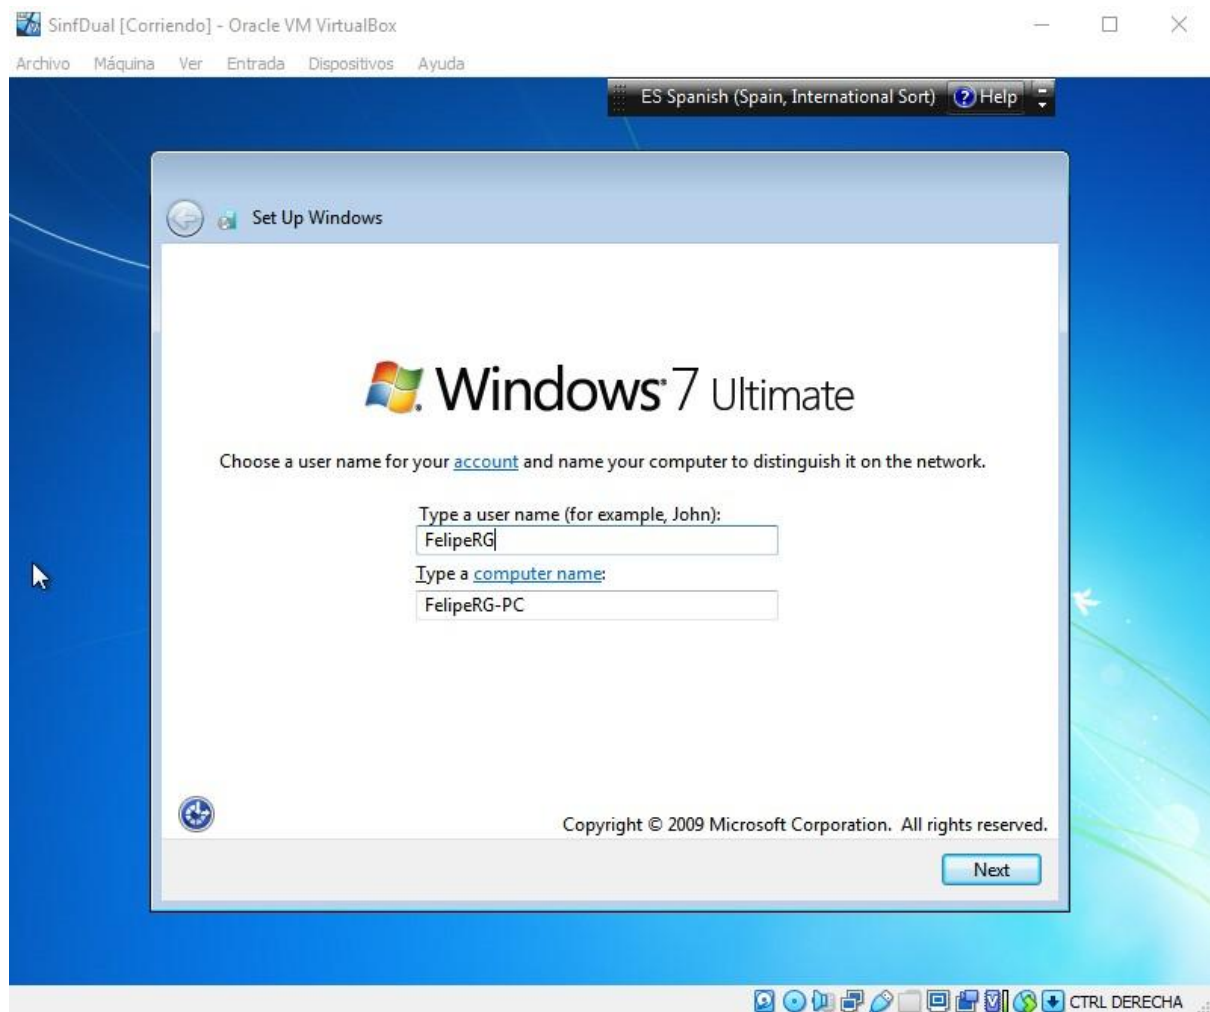 SinfDual [Corriendo] - Oracle VM VirtualBox
Archivo Máquina Ver Entrada Dispositivos Ayuda
ES Spanish (Spain, International Sort) ? Help
Set Up Windows
Windows 7 Ultimate
Choose a user name for your account and name your computer to distinguish it on the network.
Type a user name (for example, John):
FelipeRG
Type a computer name:
FelipeRG-PC
Copyright © 2009 Microsoft Corporation. All rights reserved.
Next
CTRL DERECHA